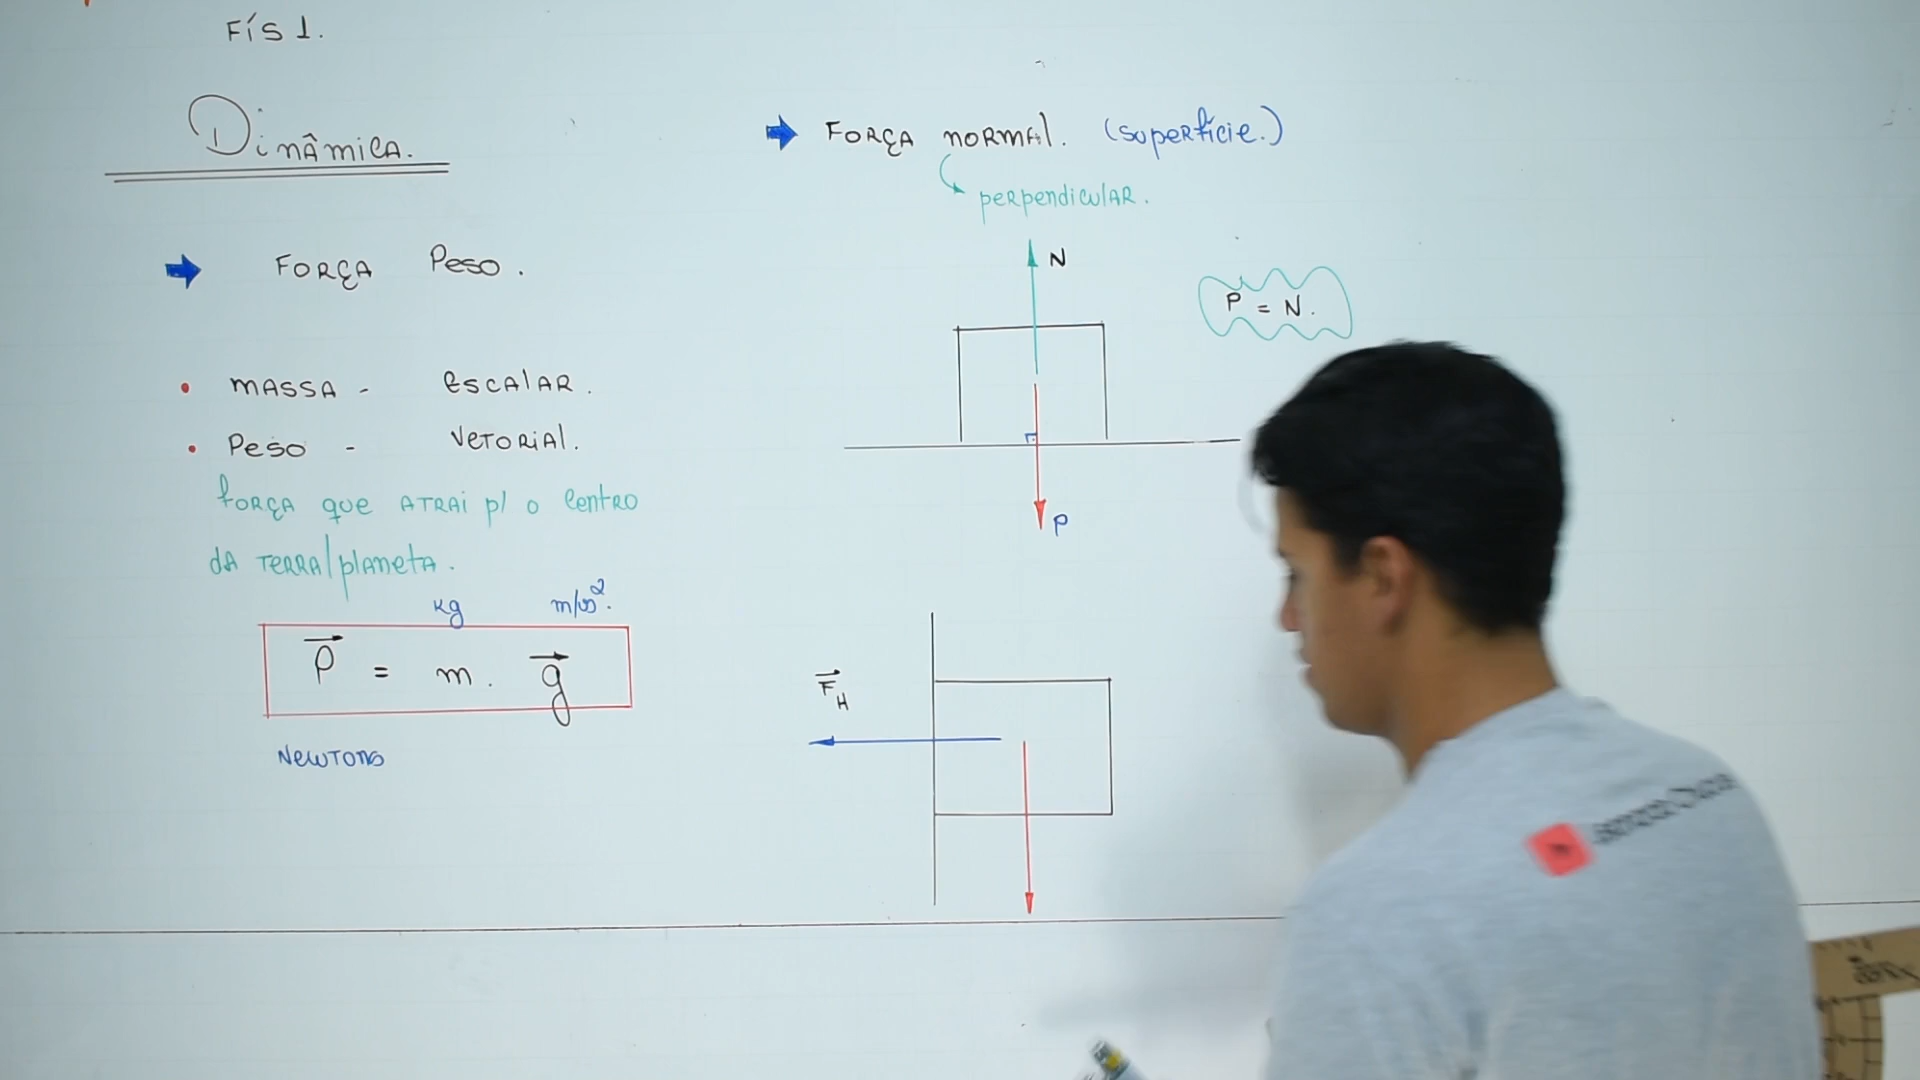 FÍS 1.
Dinâmica.
FORÇA Peso.
• MASSA - escalar.
• Peso - Vetorial.
força que atrai p/ o centro
da terra/planeta.
kg m/s².
P = m . g
Newtons
FORÇA normal. (superfície.)
perpendicular.
N
P = N.
P
F H